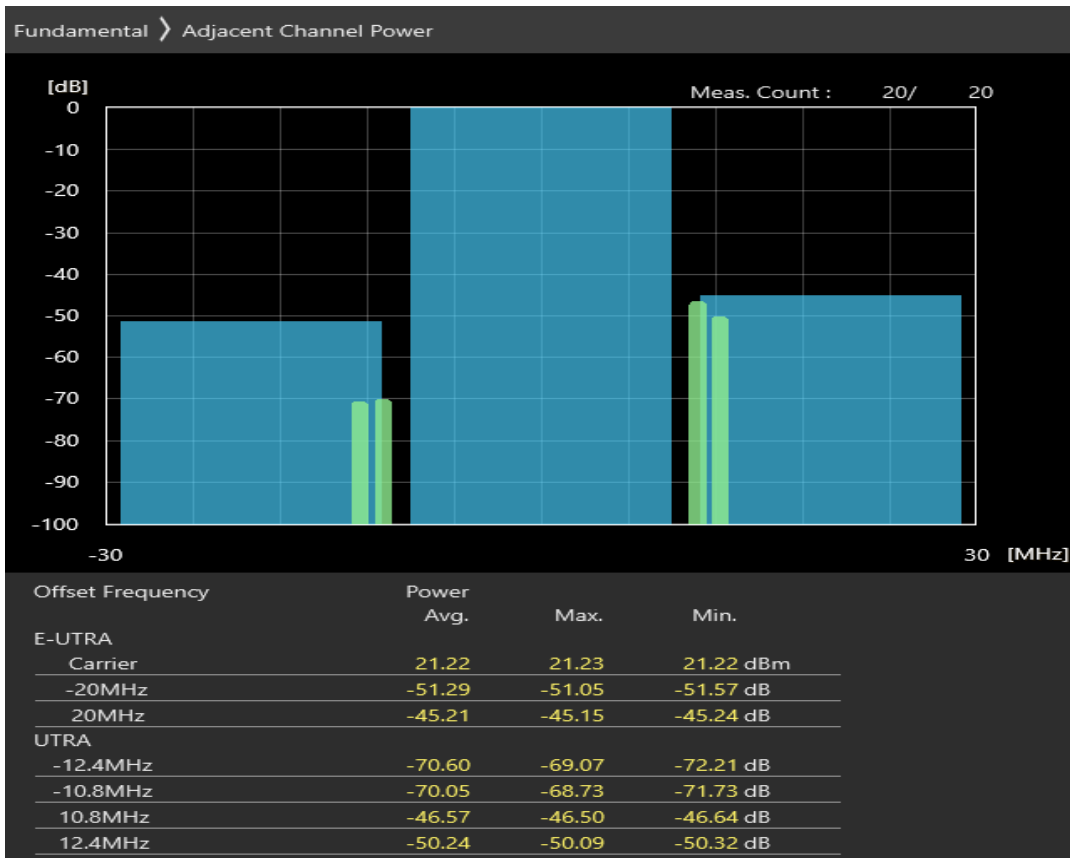 Fundamental 〉 Adjacent Channel Power
[dB]
Meas. Count : 20/ 20
0
-10
-20
-30
-40
-50
-60
-70
-80
-90
-100
-30 30 [MHz]
Offset Frequency Power
Avg. Max. Min.
E-UTRA
Carrier 21.22 21.23 21.22 dBm
-20MHz -51.29 -51.05 -51.57 dB
20MHz -45.21 -45.15 -45.24 dB
UTRA
-12.4MHz -70.60 -69.07 -72.21 dB
-10.8MHz -70.05 -68.73 -71.73 dB
10.8MHz -46.57 -46.50 -46.64 dB
12.4MHz -50.24 -50.09 -50.32 dB